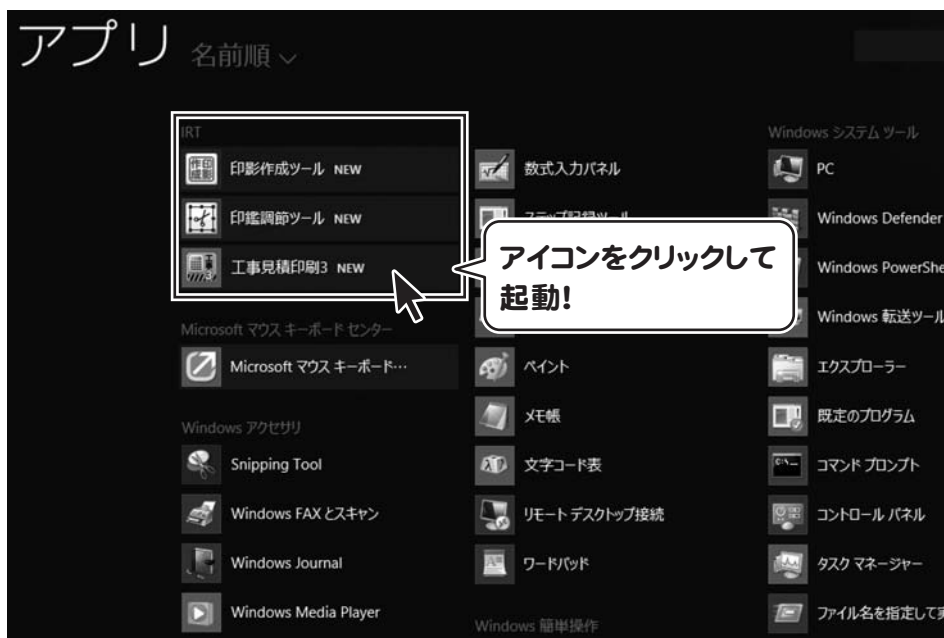 アプリ 名前順
IRT
印影作成ツール NEW
印鑑調節ツール NEW
工事見積印刷3 NEW
Microsoft マウス キーボード センター
Microsoft マウス キーボード…
Windows アクセサリ
Snipping Tool
Windows FAX とスキャン
Windows Journal
Windows Media Player
数式入力パネル
ステップ記録ツール
アイコンをクリックして
起動!
ペイント
メモ帳
文字コード表
リモート デスクトップ接続
ワードパッド
Windows 簡単操作
Windows システム ツール
PC
Windows Defender
Windows PowerShe
Windows 転送ツール
エクスプローラー
既定のプログラム
コマンド プロンプト
コントロール パネル
タスク マネージャー
ファイル名を指定して